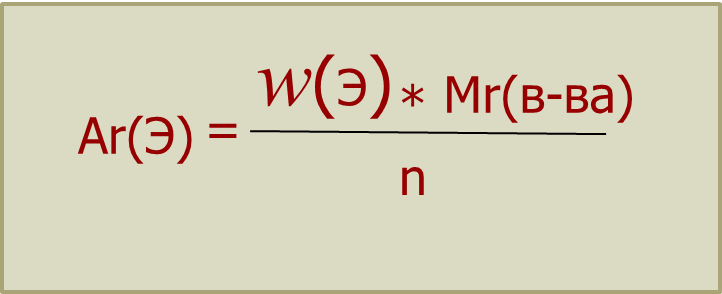 Ar(Э) = w(Э) * Mr(в-ва)
n